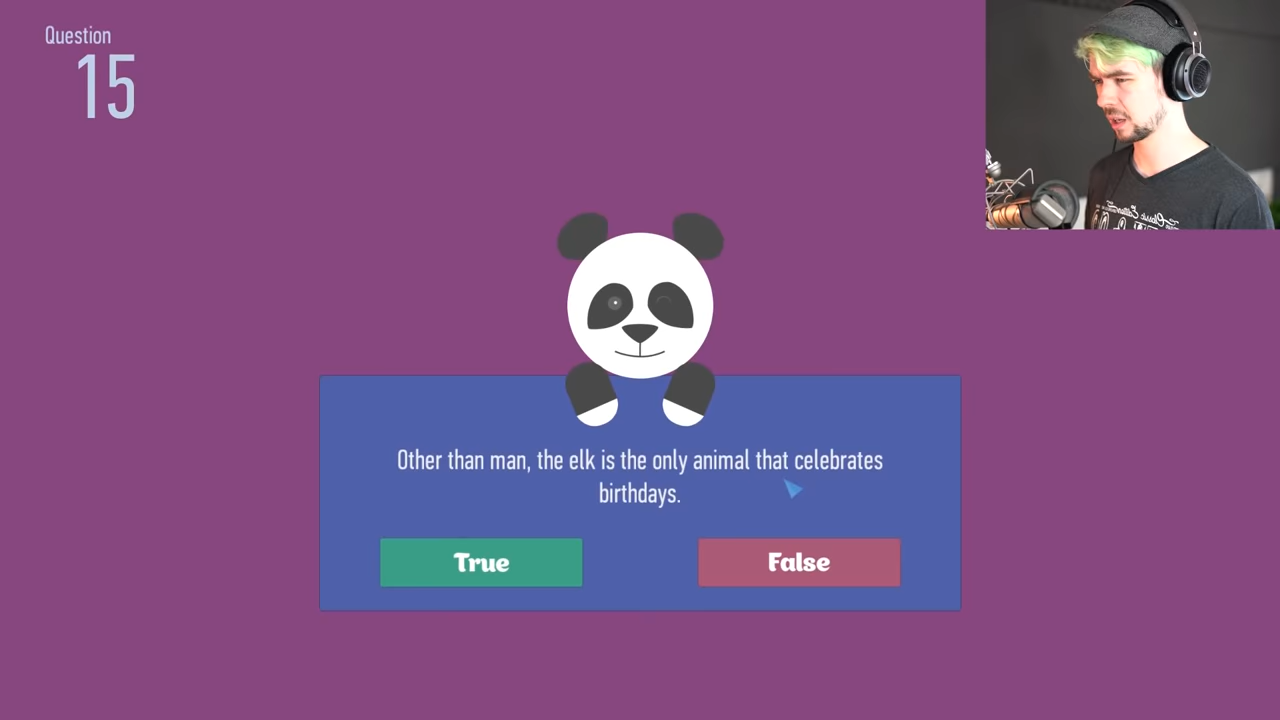 Question
15
Other than man, the elk is the only animal that celebrates
birthdays.
True
False